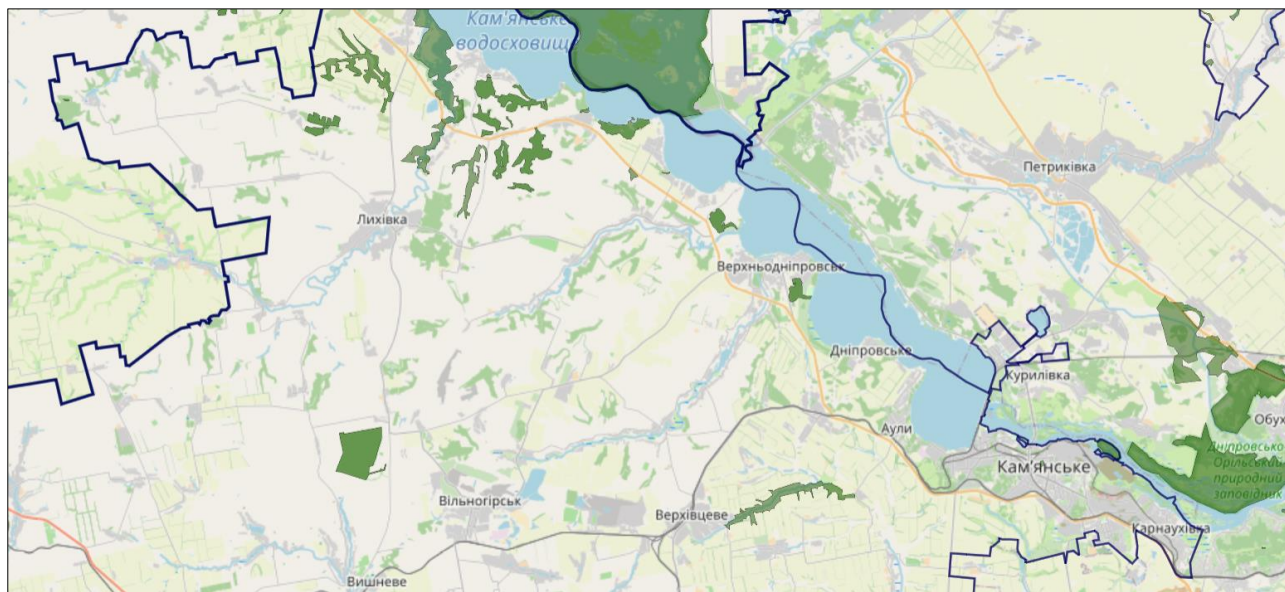 Кам'янське
водосховищ
Петриківка
Лихівка
Верхньодніпровськ
Дніпровське
Курилівка
Аули
Обух
Дніпровсько
Орільський
природний
заповідник
Кам'янське
Вільногірськ
Верхівцеве
Карнаухівка
Вишневе